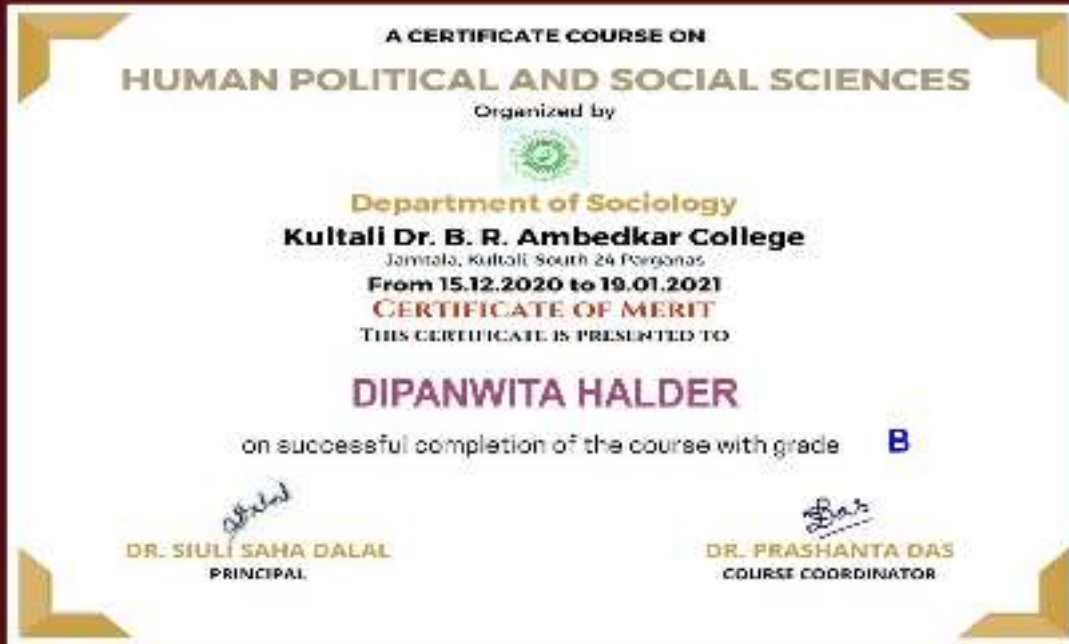 A CERTIFICATE COURSE ON
HUMAN POLITICAL AND SOCIAL SCIENCES
Organized by
Department of Sociology
Kultali Dr. B. R. Ambedkar College
Jamtala, Kultali, South 24 Parganas
From 15.12.2020 to 19.01.2021
CERTIFICATE OF MERIT
THIS CERTIFICATE IS PRESENTED TO
DIPANWITA HALDER
on successful completion of the course with grade B
DR. SIULI SAHA DALAL
PRINCIPAL
Das
DR. PRASHANTA DAS
COURSE COORDINATOR